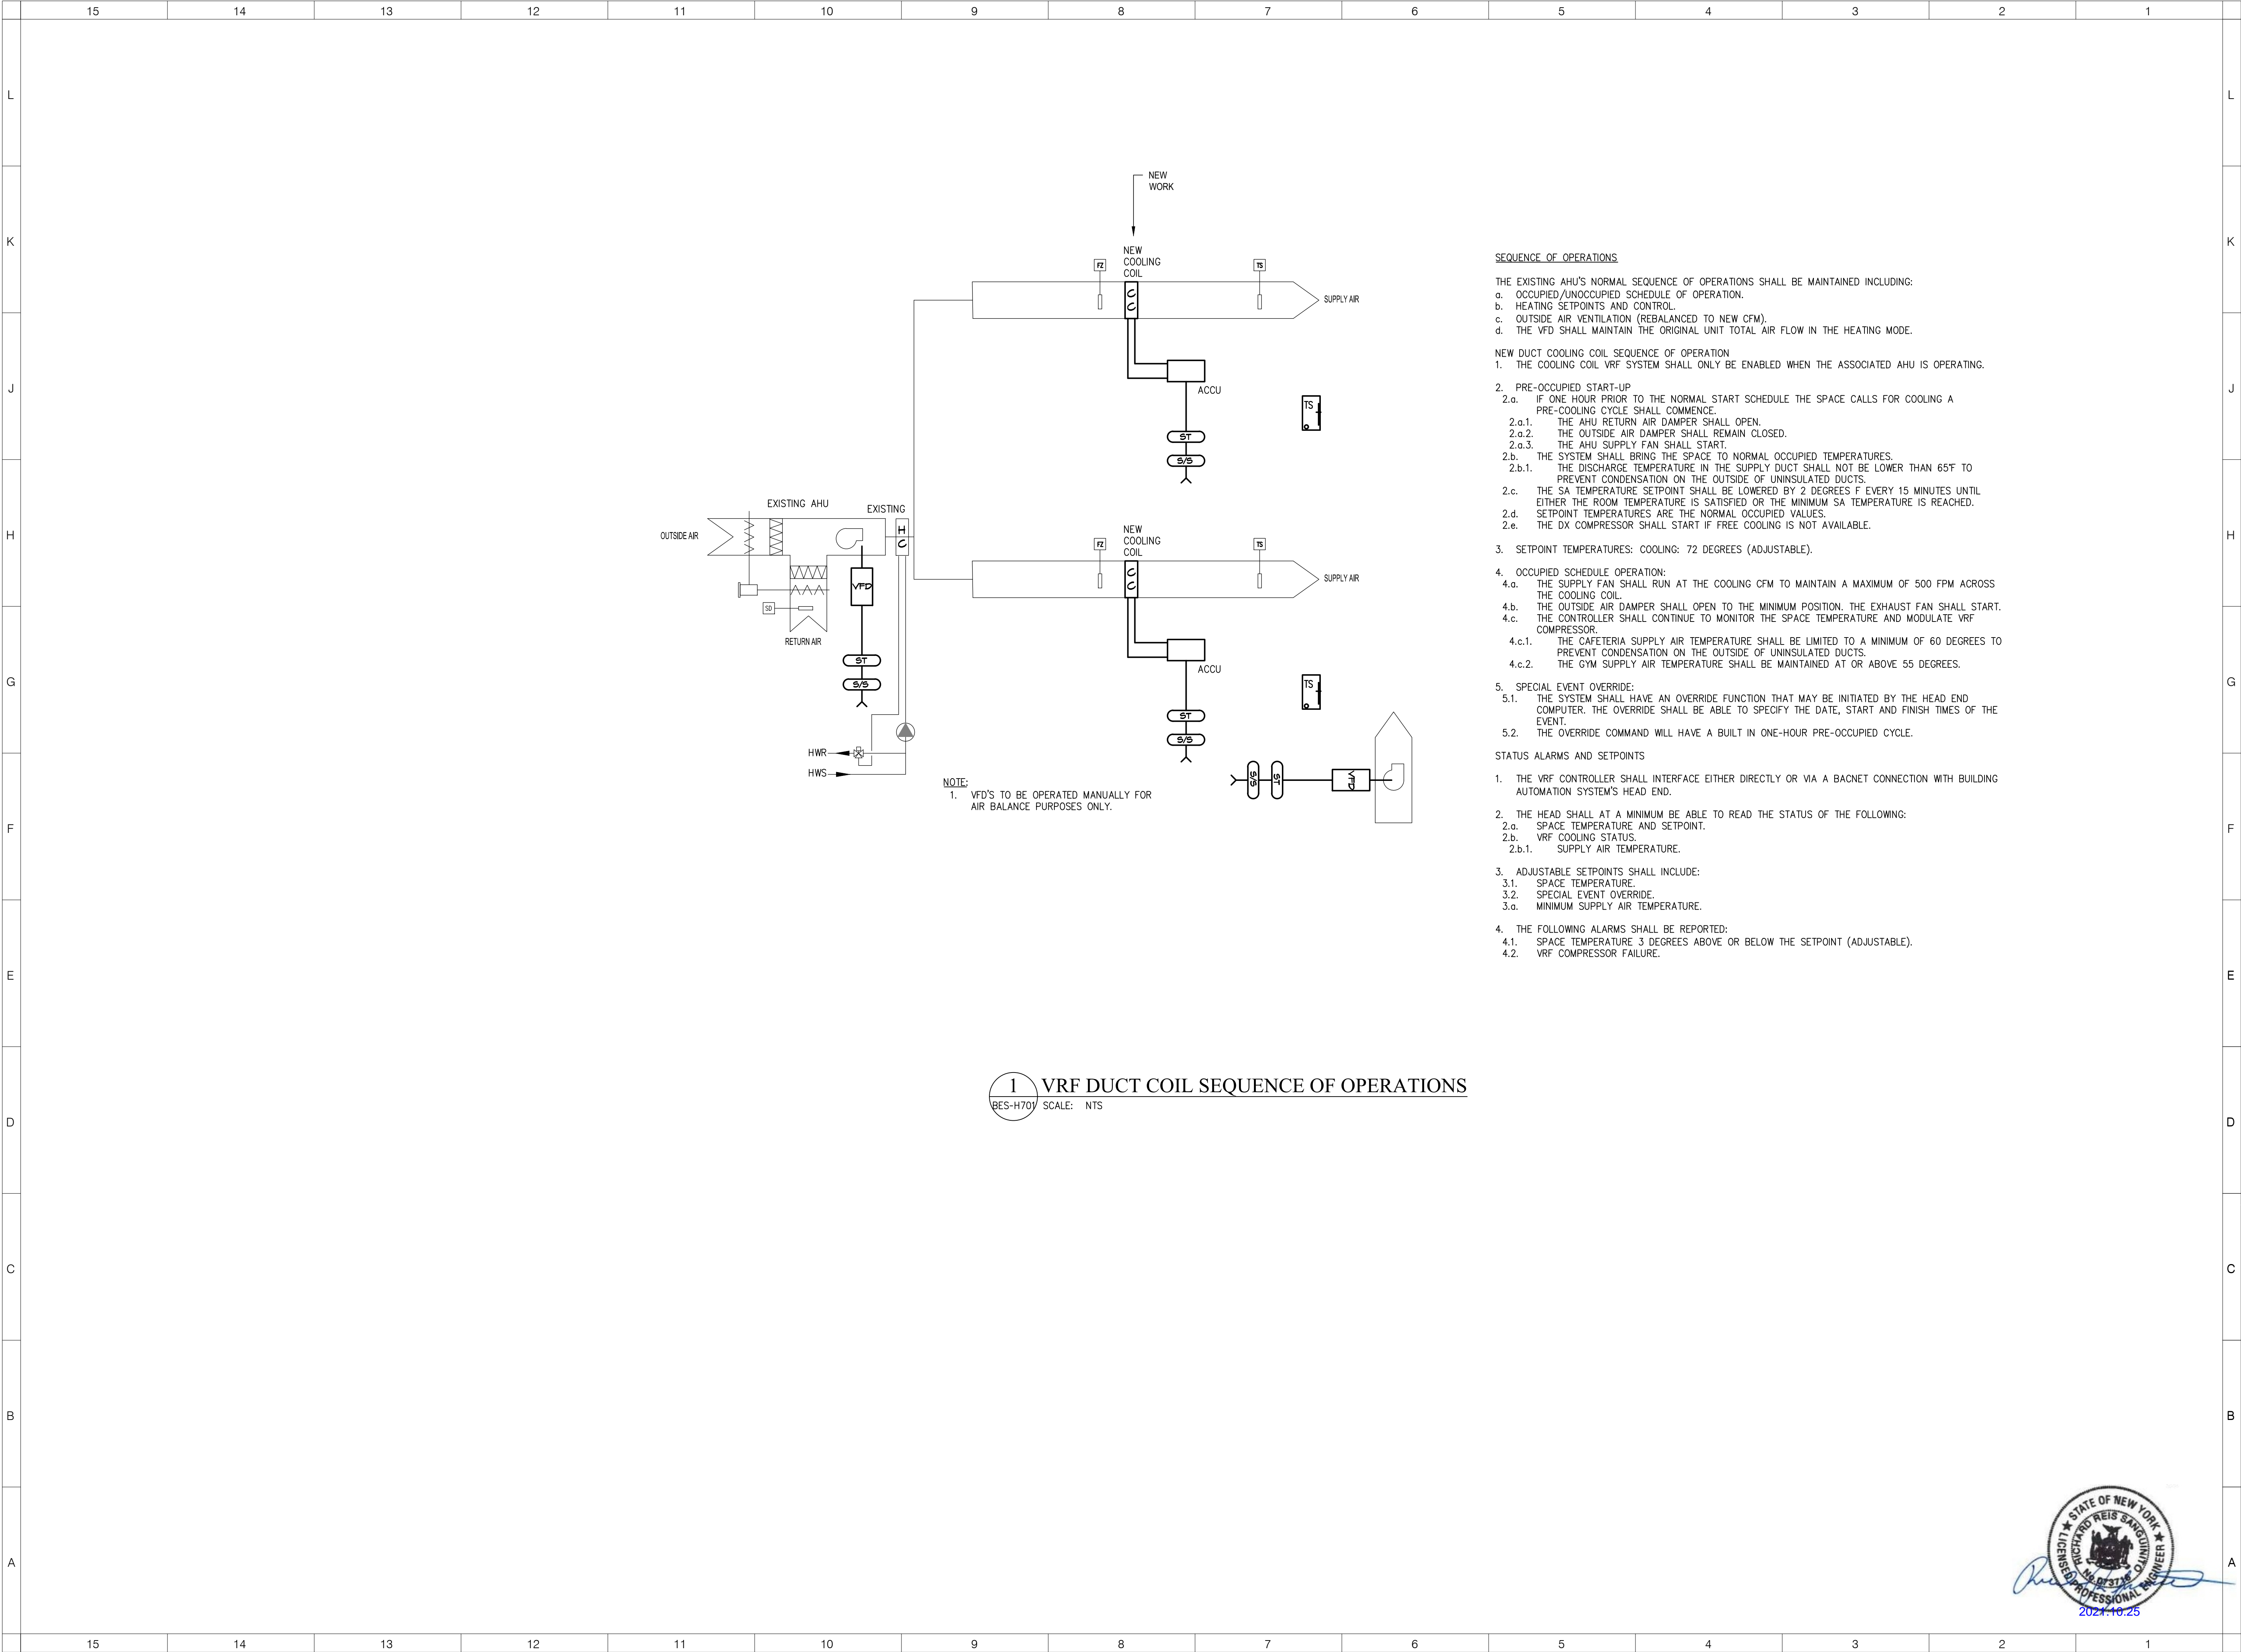 15 14 13 12 11 10 9 8 7 6 5 4 3 2 1
L L
K K
J J
H H
G G
F F
E E
D D
C C
B B
A A
NEW
WORK
NEW
COOLING
COIL
FZ
TS
C
C
SUPPLY AIR
ACCU
TS
ST
S/S
EXISTING AHU
EXISTING
OUTSIDE AIR
H
C
VFD
SD
RETURN AIR
ST
S/S
HWR
HWS
NEW
COOLING
COIL
FZ
TS
C
C
SUPPLY AIR
ACCU
TS
ST
S/S
S/S
ST
VFD
NOTE:
1. VFD'S TO BE OPERATED MANUALLY FOR
AIR BALANCE PURPOSES ONLY.
SEQUENCE OF OPERATIONS
THE EXISTING AHU'S NORMAL SEQUENCE OF OPERATIONS SHALL BE MAINTAINED INCLUDING:
a. OCCUPIED/UNOCCUPIED SCHEDULE OF OPERATION.
b. HEATING SETPOINTS AND CONTROL.
c. OUTSIDE AIR VENTILATION (REBALANCED TO NEW CFM).
d. THE VFD SHALL MAINTAIN THE ORIGINAL UNIT TOTAL AIR FLOW IN THE HEATING MODE.
NEW DUCT COOLING COIL SEQUENCE OF OPERATION
1. THE COOLING COIL VRF SYSTEM SHALL ONLY BE ENABLED WHEN THE ASSOCIATED AHU IS OPERATING.
2. PRE-OCCUPIED START-UP
2.a. IF ONE HOUR PRIOR TO THE NORMAL START SCHEDULE THE SPACE CALLS FOR COOLING A
PRE-COOLING CYCLE SHALL COMMENCE.
2.a.1. THE AHU RETURN AIR DAMPER SHALL OPEN.
2.a.2. THE OUTSIDE AIR DAMPER SHALL REMAIN CLOSED.
2.a.3. THE AHU SUPPLY FAN SHALL START.
2.b. THE SYSTEM SHALL BRING THE SPACE TO NORMAL OCCUPIED TEMPERATURES.
2.b.1. THE DISCHARGE TEMPERATURE IN THE SUPPLY DUCT SHALL NOT BE LOWER THAN 65°F TO
PREVENT CONDENSATION ON THE OUTSIDE OF UNINSULATED DUCTS.
2.c. THE SA TEMPERATURE SETPOINT SHALL BE LOWERED BY 2 DEGREES F EVERY 15 MINUTES UNTIL
EITHER THE ROOM TEMPERATURE IS SATISFIED OR THE MINIMUM SA TEMPERATURE IS REACHED.
2.d. SETPOINT TEMPERATURES ARE THE NORMAL OCCUPIED VALUES.
2.e. THE DX COMPRESSOR SHALL START IF FREE COOLING IS NOT AVAILABLE.
3. SETPOINT TEMPERATURES: COOLING: 72 DEGREES (ADJUSTABLE).
4. OCCUPIED SCHEDULE OPERATION:
4.a. THE SUPPLY FAN SHALL RUN AT THE COOLING CFM TO MAINTAIN A MAXIMUM OF 500 FPM ACROSS
THE COOLING COIL.
4.b. THE OUTSIDE AIR DAMPER SHALL OPEN TO THE MINIMUM POSITION. THE EXHAUST FAN SHALL START.
4.c. THE CONTROLLER SHALL CONTINUE TO MONITOR THE SPACE TEMPERATURE AND MODULATE VRF
COMPRESSOR.
4.c.1. THE CAFETERIA SUPPLY AIR TEMPERATURE SHALL BE LIMITED TO A MINIMUM OF 60 DEGREES TO
PREVENT CONDENSATION ON THE OUTSIDE OF UNINSULATED DUCTS.
4.c.2. THE GYM SUPPLY AIR TEMPERATURE SHALL BE MAINTAINED AT OR ABOVE 55 DEGREES.
5. SPECIAL EVENT OVERRIDE:
5.1. THE SYSTEM SHALL HAVE AN OVERRIDE FUNCTION THAT MAY BE INITIATED BY THE HEAD END
COMPUTER. THE OVERRIDE SHALL BE ABLE TO SPECIFY THE DATE, START AND FINISH TIMES OF THE
EVENT.
5.2. THE OVERRIDE COMMAND WILL HAVE A BUILT IN ONE-HOUR PRE-OCCUPIED CYCLE.
STATUS ALARMS AND SETPOINTS
1. THE VRF CONTROLLER SHALL INTERFACE EITHER DIRECTLY OR VIA A BACNET CONNECTION WITH BUILDING
AUTOMATION SYSTEM'S HEAD END.
2. THE HEAD SHALL AT A MINIMUM BE ABLE TO READ THE STATUS OF THE FOLLOWING:
2.a. SPACE TEMPERATURE AND SETPOINT.
2.b. VRF COOLING STATUS.
2.b.1. SUPPLY AIR TEMPERATURE.
3. ADJUSTABLE SETPOINTS SHALL INCLUDE:
3.1. SPACE TEMPERATURE.
3.2. SPECIAL EVENT OVERRIDE.
3.a. MINIMUM SUPPLY AIR TEMPERATURE.
4. THE FOLLOWING ALARMS SHALL BE REPORTED:
4.1. SPACE TEMPERATURE 3 DEGREES ABOVE OR BELOW THE SETPOINT (ADJUSTABLE).
4.2. VRF COMPRESSOR FAILURE.
1 VRF DUCT COIL SEQUENCE OF OPERATIONS
BES-H701 SCALE: NTS
STATE OF NEW YORK
RICHARD REIS SANGUINITO
LICENSED PROFESSIONAL ENGINEER
2021.10.25
15 14 13 12 11 10 9 8 7 6 5 4 3 2 1